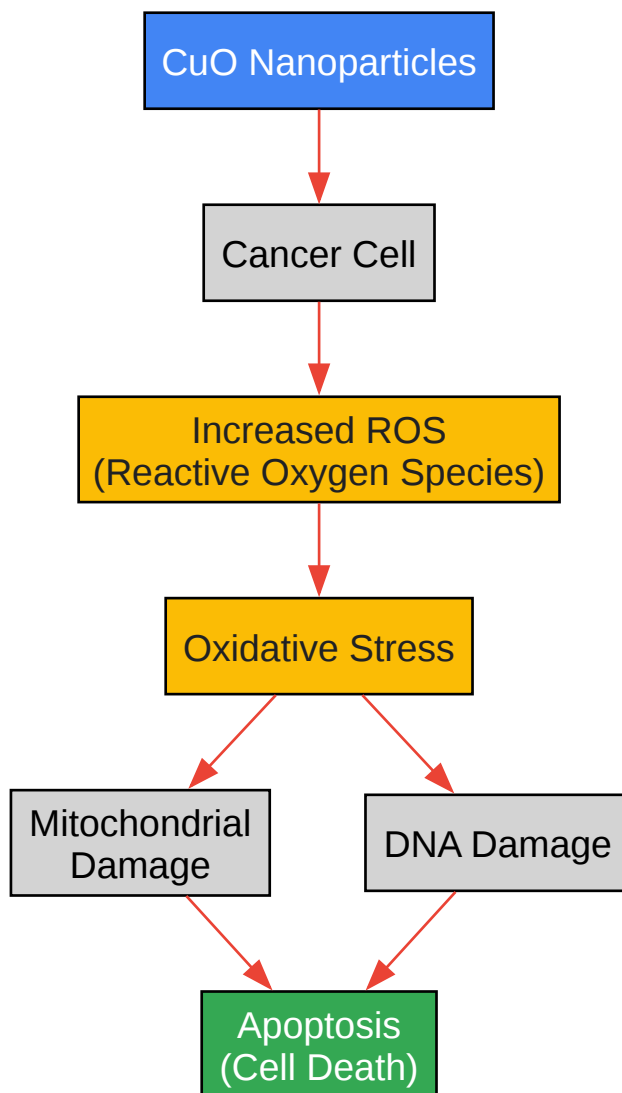 CuO Nanoparticles
Cancer Cell
Increased ROS
(Reactive Oxygen Species)
Oxidative Stress
Mitochondrial
Damage
DNA Damage
Apoptosis
(Cell Death)